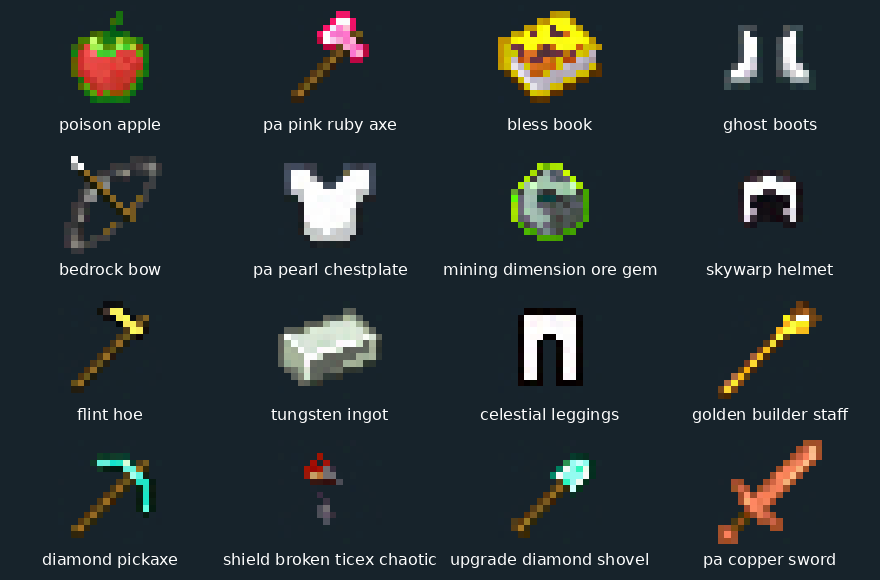 poison apple
pa pink ruby axe
bless book
ghost boots
bedrock bow
pa pearl chestplate
mining dimension ore gem
skywarp helmet
flint hoe
tungsten ingot
celestial leggings
golden builder staff
diamond pickaxe
shield broken ticex chaotic
upgrade diamond shovel
pa copper sword